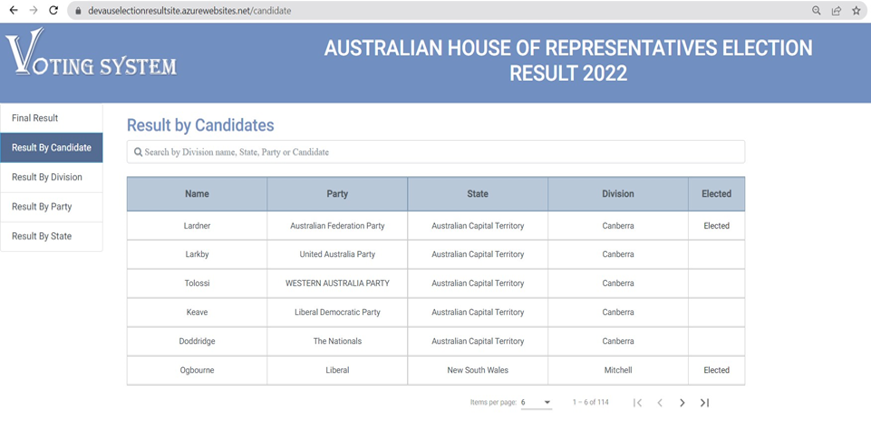 devauselectionresultsite.azurewebsites.net/candidate
VOTING SYSTEM
AUSTRALIAN HOUSE OF REPRESENTATIVES ELECTION
RESULT 2022
Final Result
Result By Candidate
Result By Division
Result By Party
Result By State
Result by Candidates
Search by Division name, State, Party or Candidate
Name Party State Division Elected
Lardner Australian Federation Party Australian Capital Territory Canberra Elected
Larkby United Australia Party Australian Capital Territory Canberra
Tolossi WESTERN AUSTRALIA PARTY Australian Capital Territory Canberra
Keave Liberal Democratic Party Australian Capital Territory Canberra
Doddridge The Nationals Australian Capital Territory Canberra
Ogbourne Liberal New South Wales Mitchell Elected
Items per page: 6 1 – 6 of 114